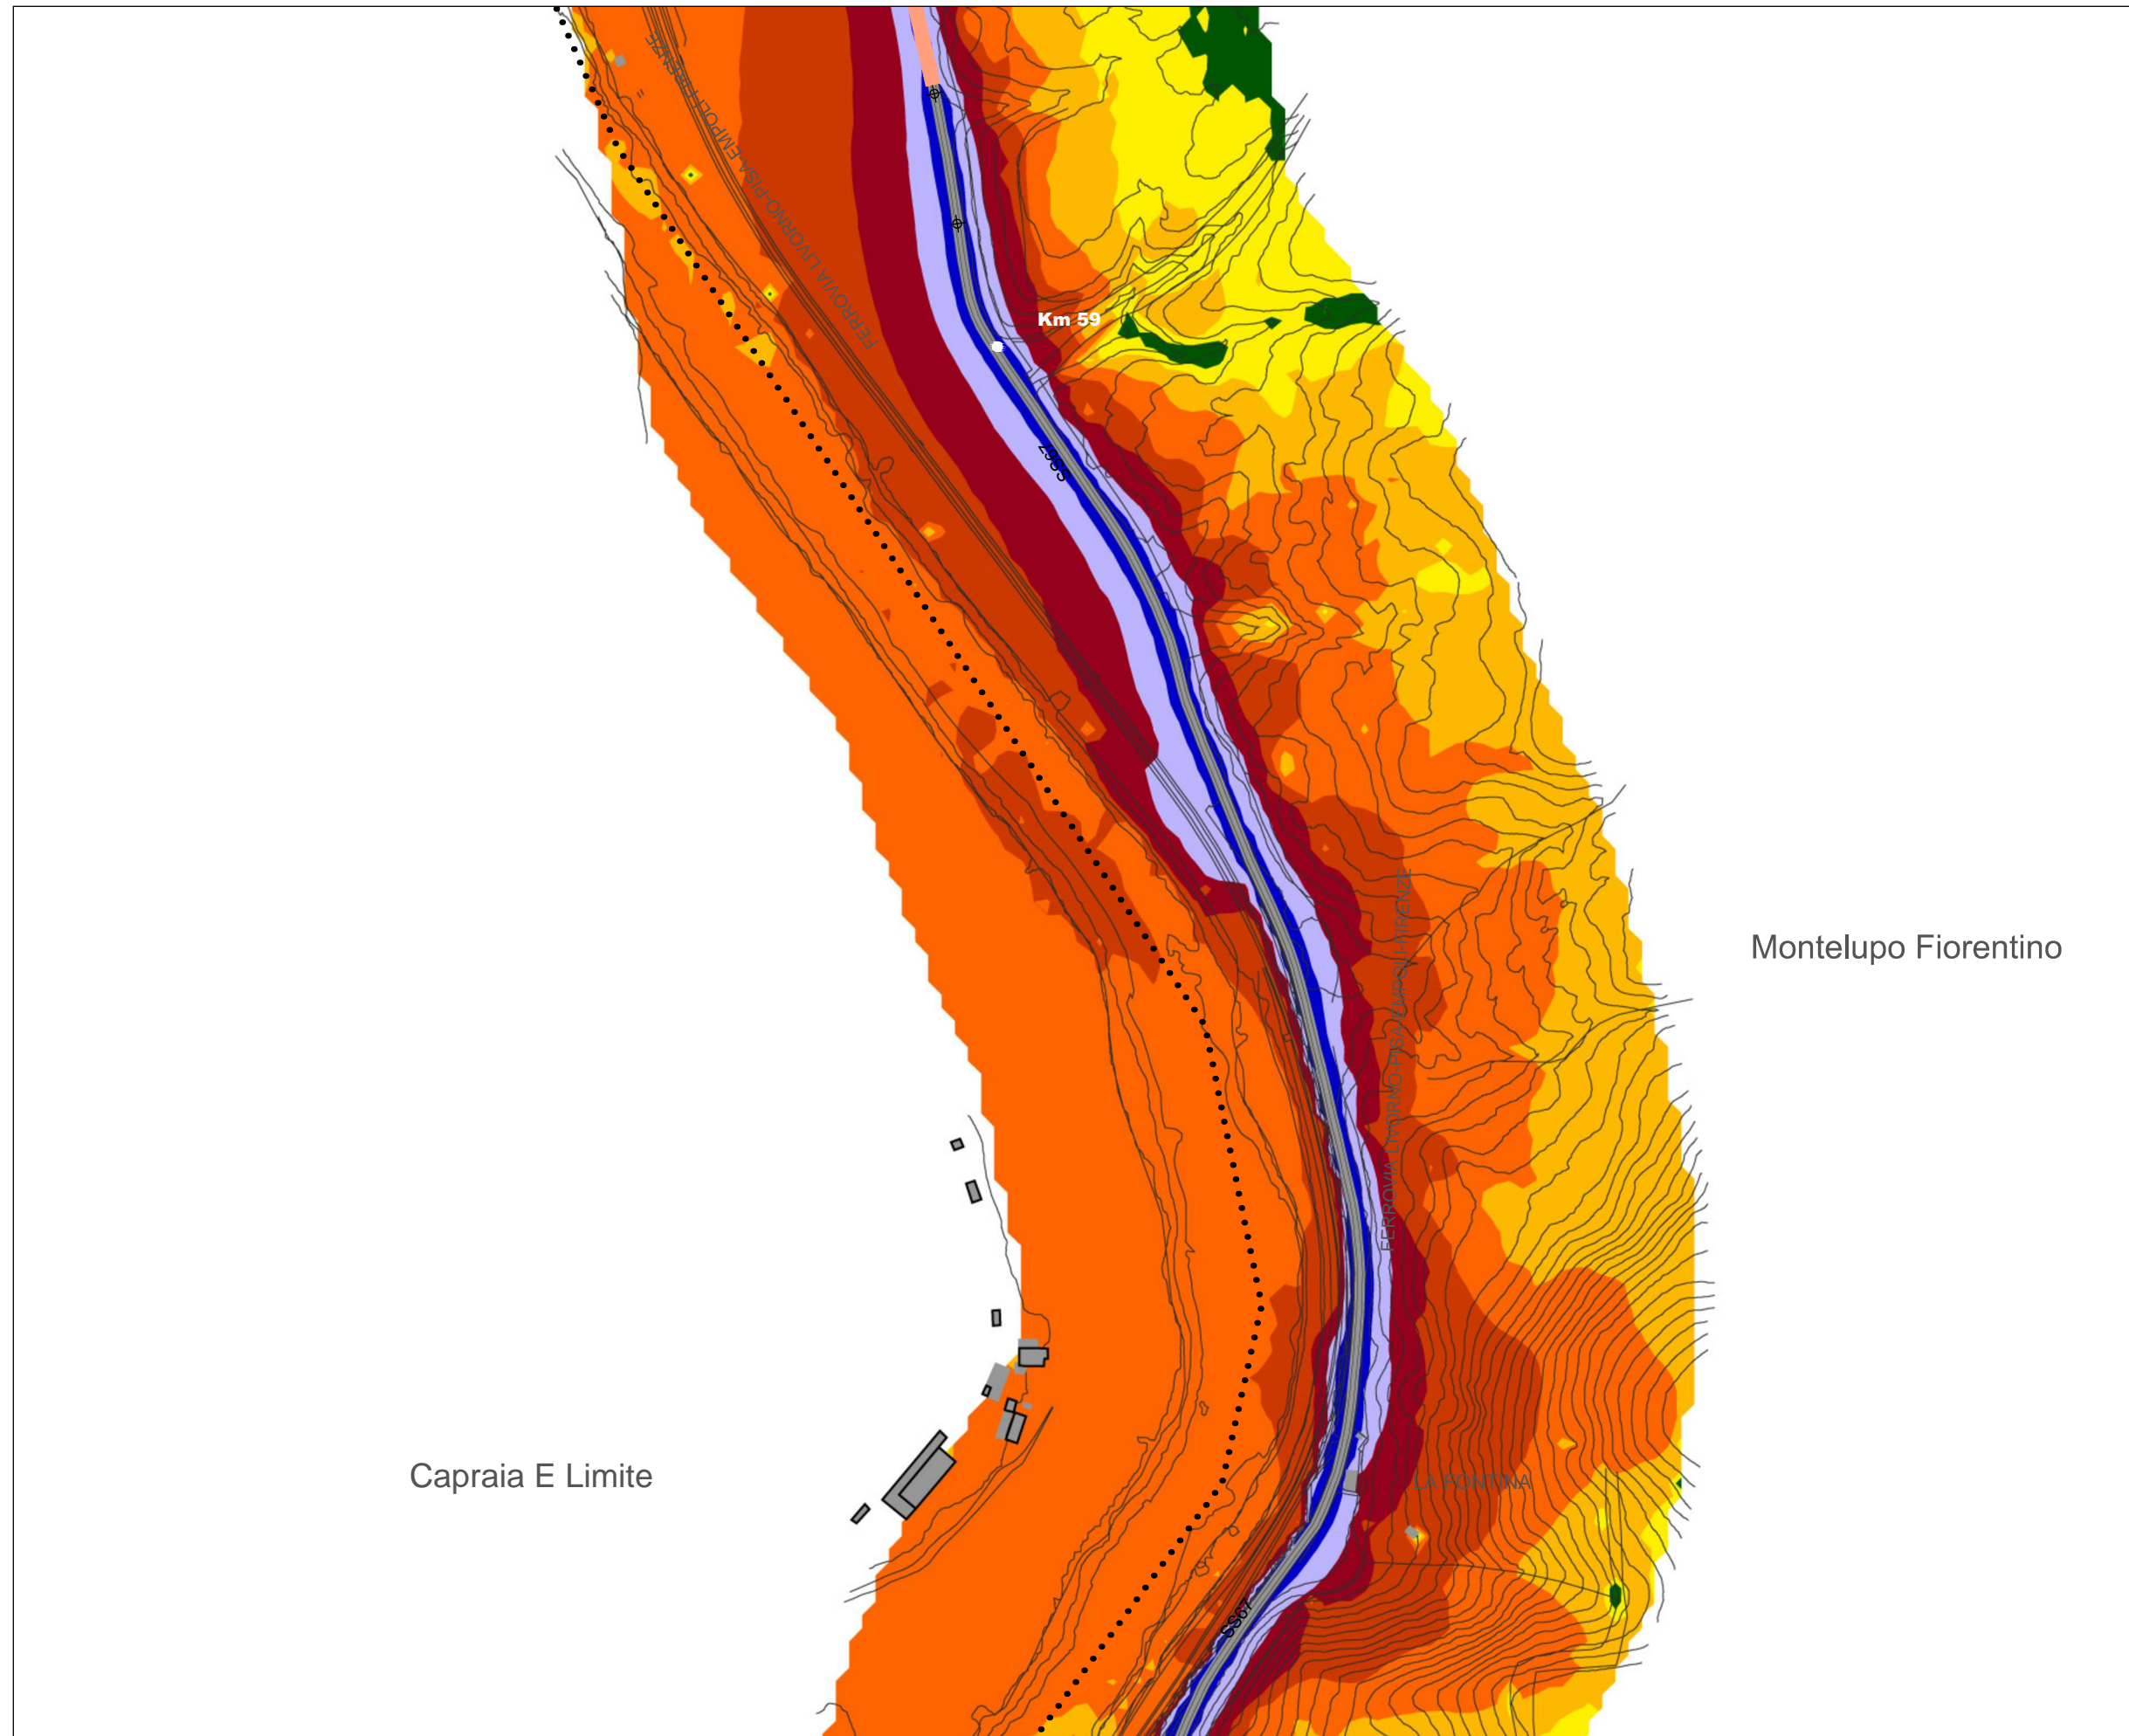 FERROVIA LIVORNO-PISA-EMPOLI-FIRENZE
Km 59
SS67
FERROVIA LIVORNO-PISA-EMPOLI-FIRENZE
Montelupo Fiorentino
Capraia E Limite
LA FONTINA
SS67